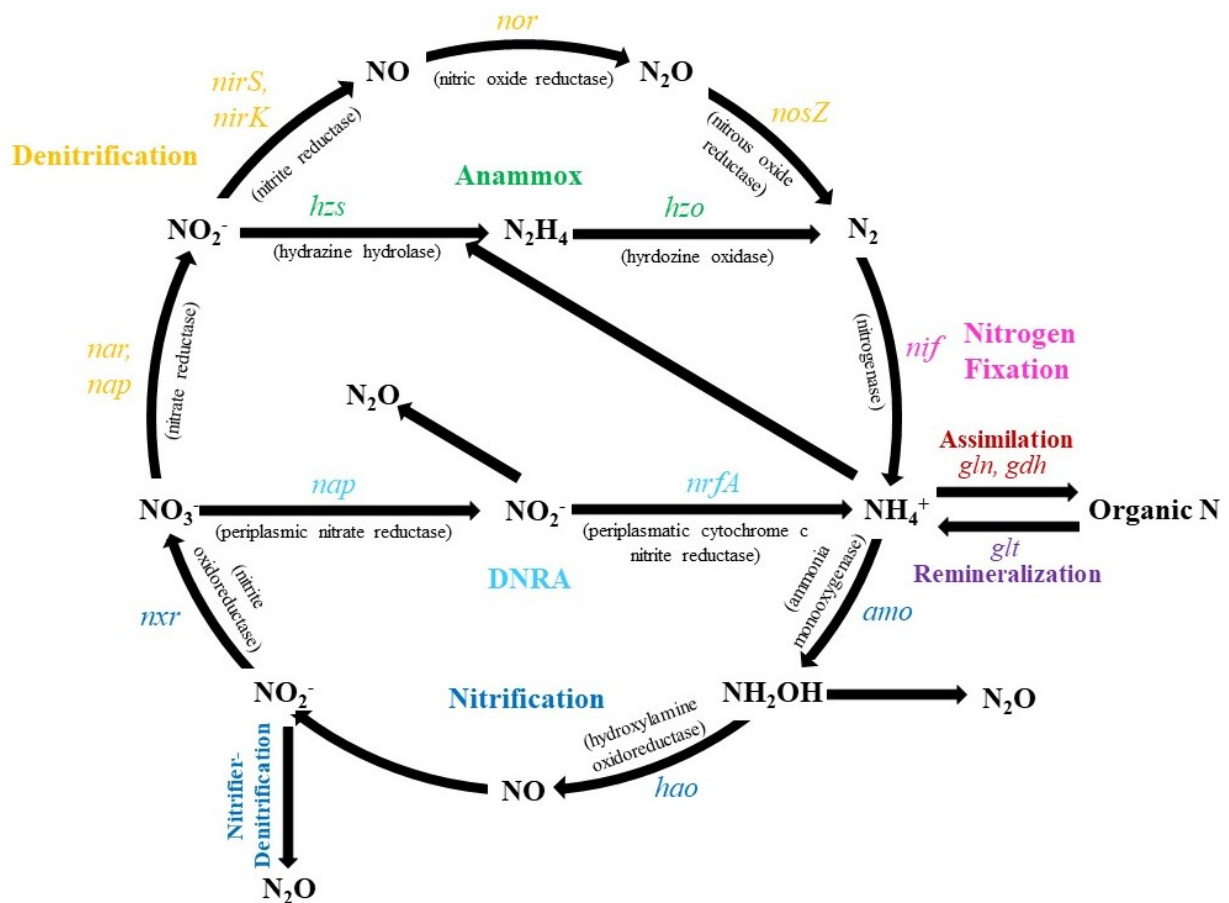 nor
NO
(nitric oxide reductase)
N₂O
nirS,
nirK
(nitrite reductase)
nosZ
(nitrous oxide
reductase)
Denitrification
Anammox
NO₂⁻
hzs
(hydrazine hydrolase)
N₂H₄
hzo
(hyrdozine oxidase)
N₂
nar,
nap
(nitrate reductase)
(nitrogenase)
nif
Nitrogen
Fixation
N₂O
Assimilation
gln, gdh
NO₃⁻
nap
(periplasmic nitrate reductase)
NO₂⁻
nrfA
(periplasmatic cytochrome c
nitrite reductase)
NH₄⁺
Organic N
glt
Remineralization
DNRA
(nitrite
oxidoreductase)
nxr
(ammonia
monooxygenase)
amo
NO₂⁻
Nitrification
NH₂OH
N₂O
(hydroxylamine
oxidoreductase)
hao
NO
Nitrifier-
Denitrification
N₂O